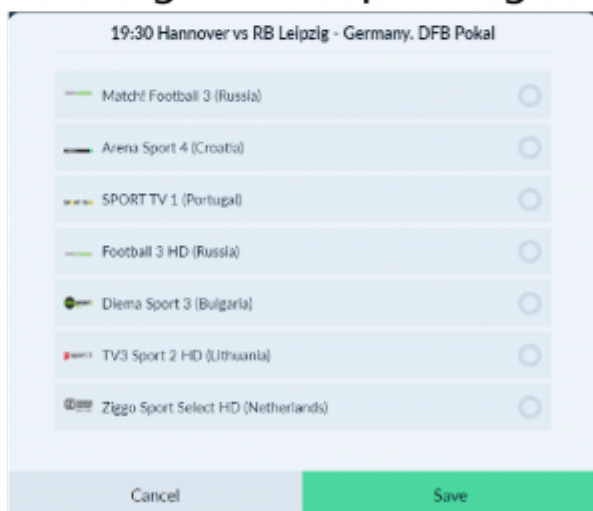 19:30 Hannover vs RB Leipzig - Germany. DFB Pokal
Match! Football 3 (Russia)
Arena Sport 4 (Croatia)
SPORT TV 1 (Portugal)
Football 3 HD (Russia)
Diema Sport 3 (Bulgaria)
TV3 Sport 2 HD (Lithuania)
Ziggo Sport Select HD (Netherlands)
Cancel Save